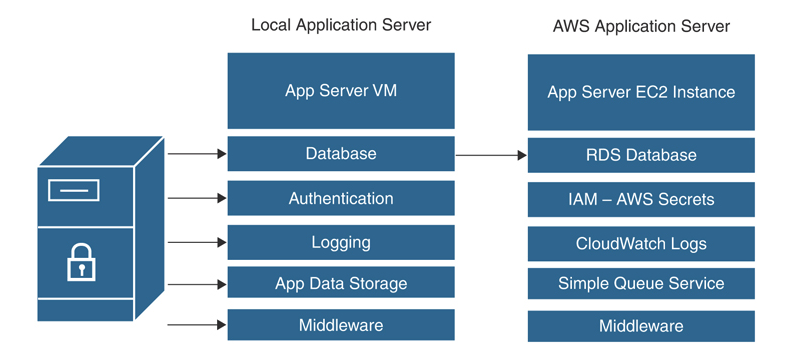 Local Application Server
AWS Application Server
App Server VM
App Server EC2 Instance
Database
RDS Database
Authentication
IAM – AWS Secrets
Logging
CloudWatch Logs
App Data Storage
Simple Queue Service
Middleware
Middleware